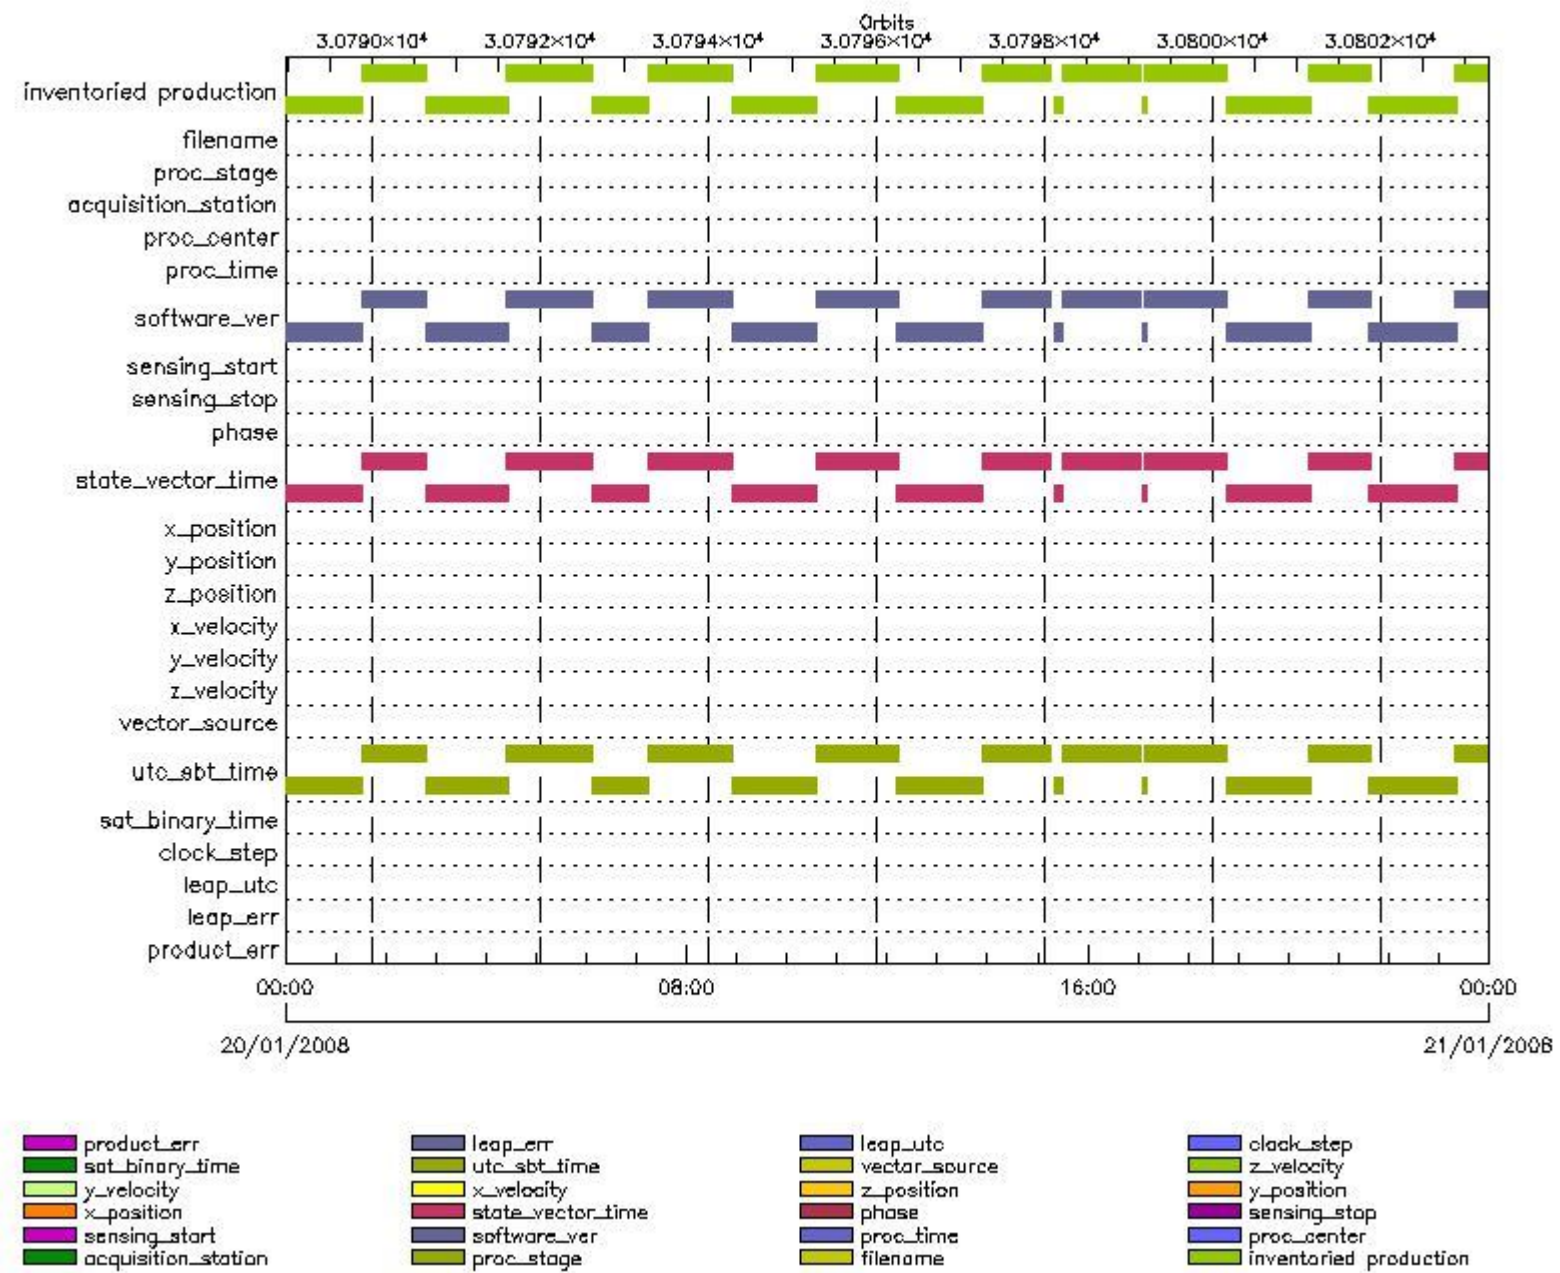 Orbits
3.0790×10⁴ 3.0792×10⁴ 3.0794×10⁴ 3.0796×10⁴ 3.0798×10⁴ 3.0800×10⁴ 3.0802×10⁴
inventoried production
filename
proc_stage
acquisition_station
proc_center
proc_time
software_ver
sensing_start
sensing_stop
phase
state_vector_time
x_position
y_position
z_position
x_velocity
y_velocity
z_velocity
vector_source
utc_sbt_time
sat_binary_time
clock_step
leap_utc
leap_err
product_err
00:00 08:00 16:00 00:00
20/01/2008 21/01/2008
product_err leap_err leap_utc clock_step
sat_binary_time utc_sbt_time vector_source z_velocity
y_velocity x_velocity z_position y_position
x_position state_vector_time phase sensing_stop
sensing_start software_ver proc_time proc_center
acquisition_station proc_stage filename inventoried production